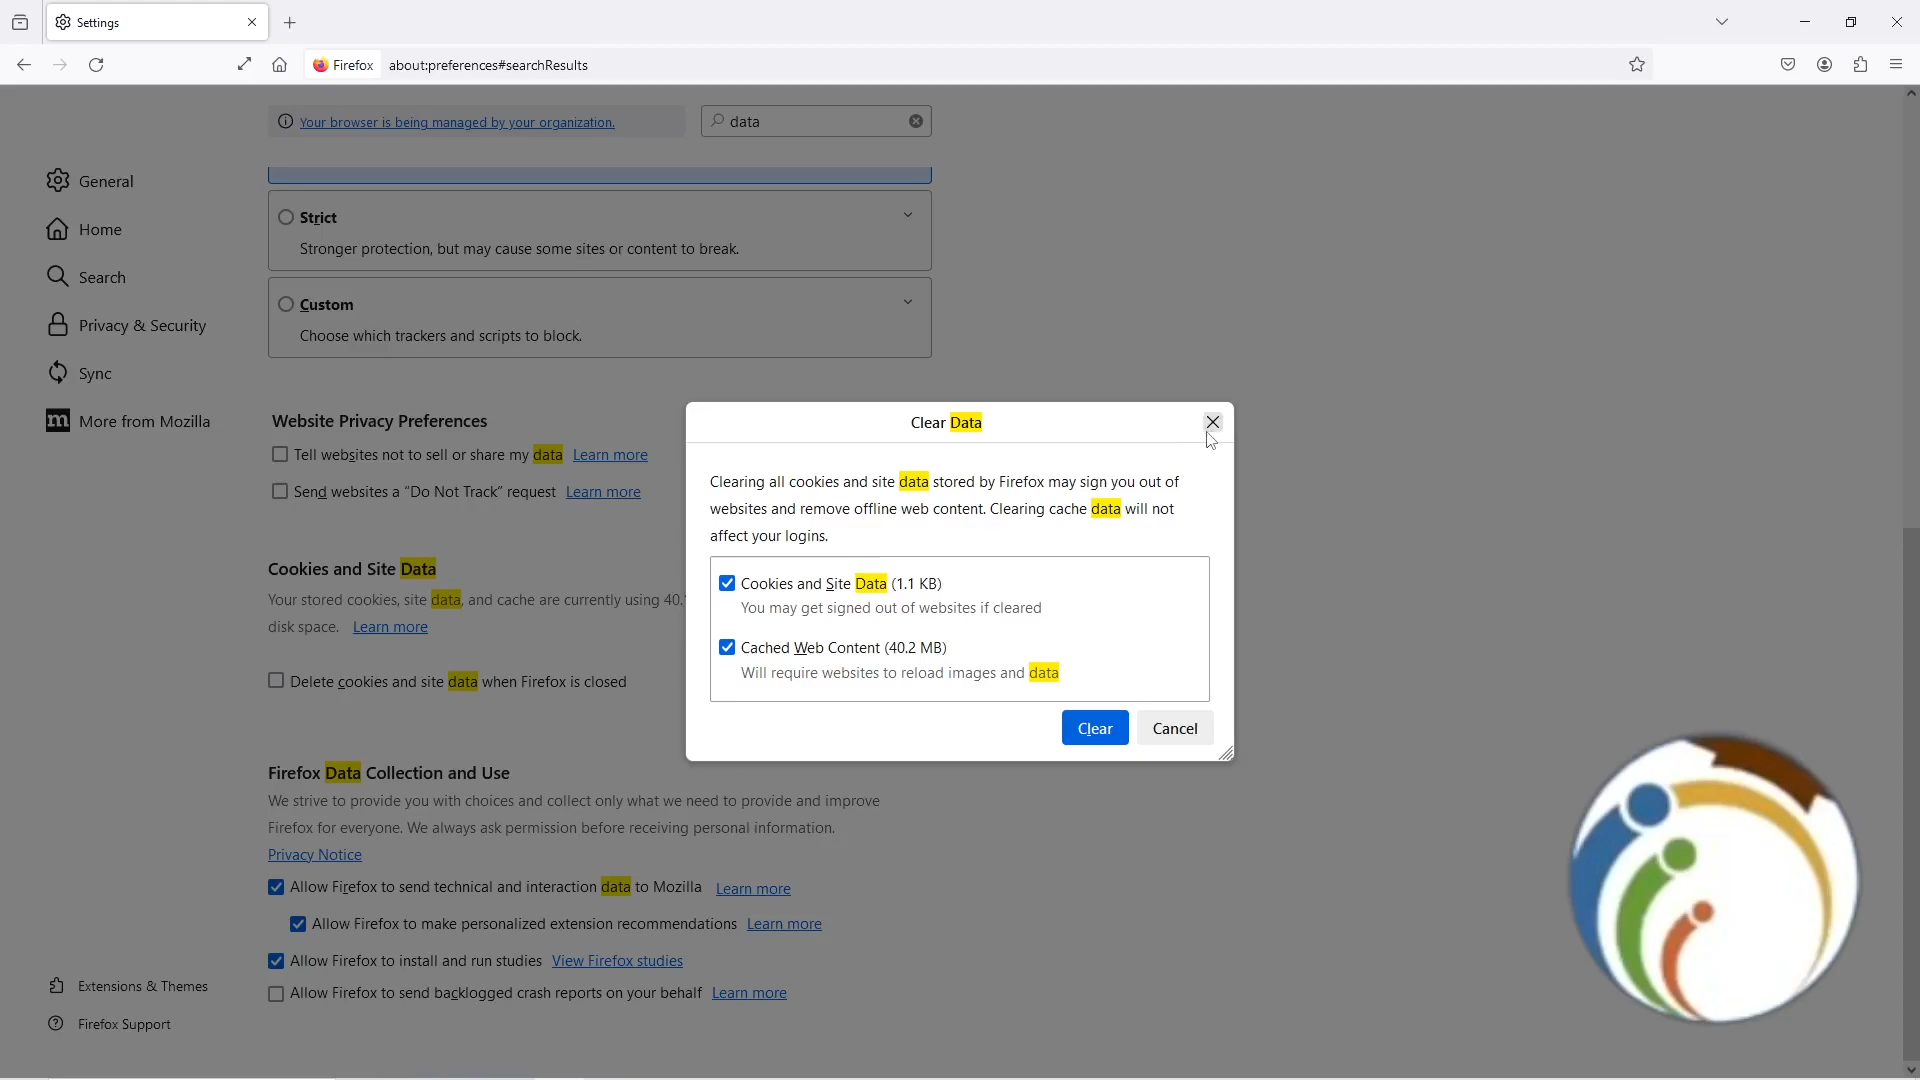 Settings
Firefox
about:preferences#searchResults
Your browser is being managed by your organization.
data
General
Home
Search
Privacy & Security
Sync
More from Mozilla
Strict
Stronger protection, but may cause some sites or content to break.
Custom
Choose which trackers and scripts to block.
Website Privacy Preferences
Tell websites not to sell or share my data Learn more
Send websites a “Do Not Track” request Learn more
Cookies and Site Data
Your stored cookies, site data, and cache are currently using 40.
disk space. Learn more
Delete cookies and site data when Firefox is closed
Clear Data
Clearing all cookies and site data stored by Firefox may sign you out of
websites and remove offline web content. Clearing cache data will not
affect your logins.
Cookies and Site Data (1.1 KB)
You may get signed out of websites if cleared
Cached Web Content (40.2 MB)
Will require websites to reload images and data
Clear Cancel
Firefox Data Collection and Use
We strive to provide you with choices and collect only what we need to provide and improve
Firefox for everyone. We always ask permission before receiving personal information.
Privacy Notice
Allow Firefox to send technical and interaction data to Mozilla Learn more
Allow Firefox to make personalized extension recommendations Learn more
Allow Firefox to install and run studies View Firefox studies
Allow Firefox to send backlogged crash reports on your behalf Learn more
Extensions & Themes
Firefox Support